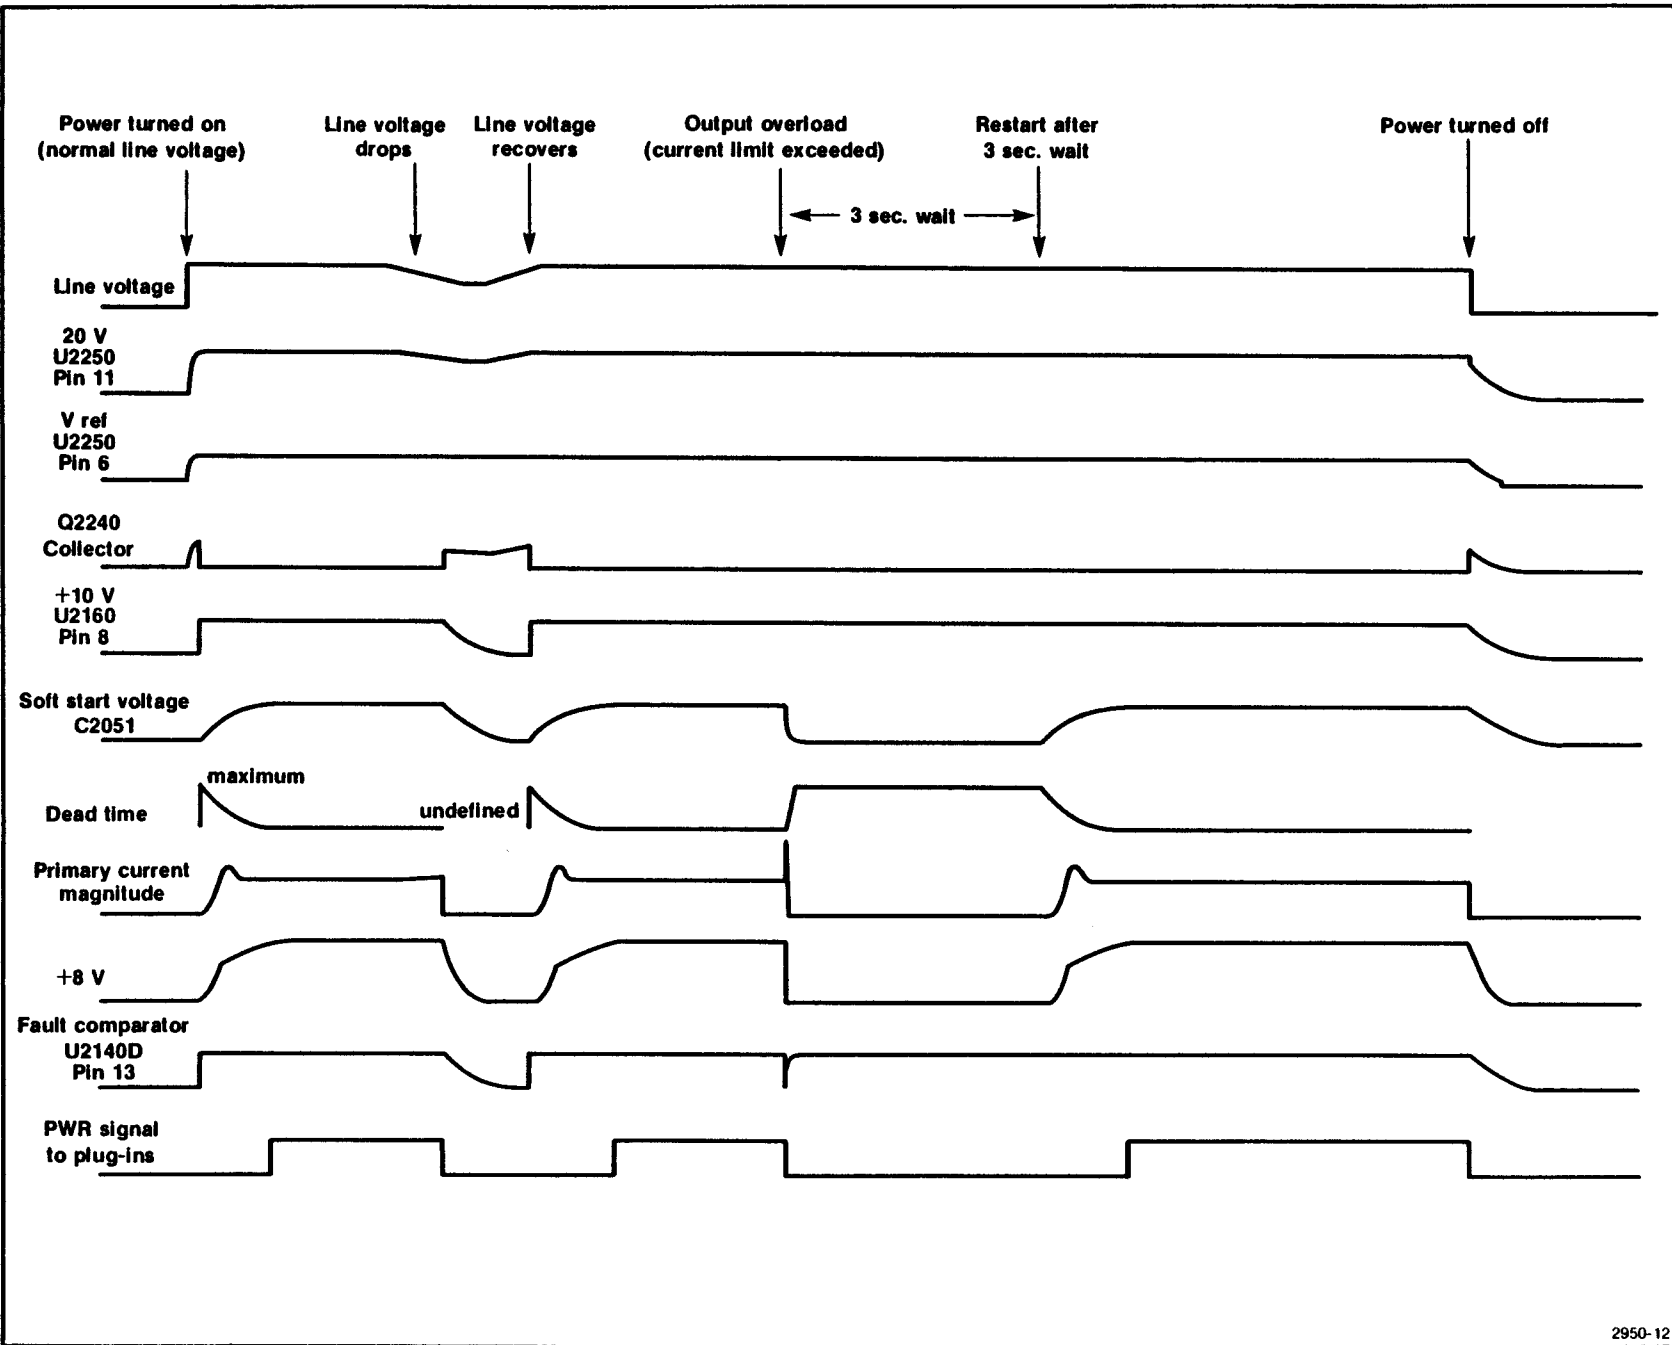 Power turned on
(normal line voltage)
Line voltage
drops
Line voltage
recovers
Output overload
(current limit exceeded)
Restart after
3 sec. wait
Power turned off
3 sec. wait
Line voltage
20 V
U2250
Pin 11
V ref
U2250
Pin 6
Q2240
Collector
+10 V
U2160
Pin 8
Soft start voltage
C2051
maximum
Dead time
undefined
Primary current
magnitude
+8 V
Fault comparator
U2140D
Pin 13
PWR signal
to plug-ins
2950-12